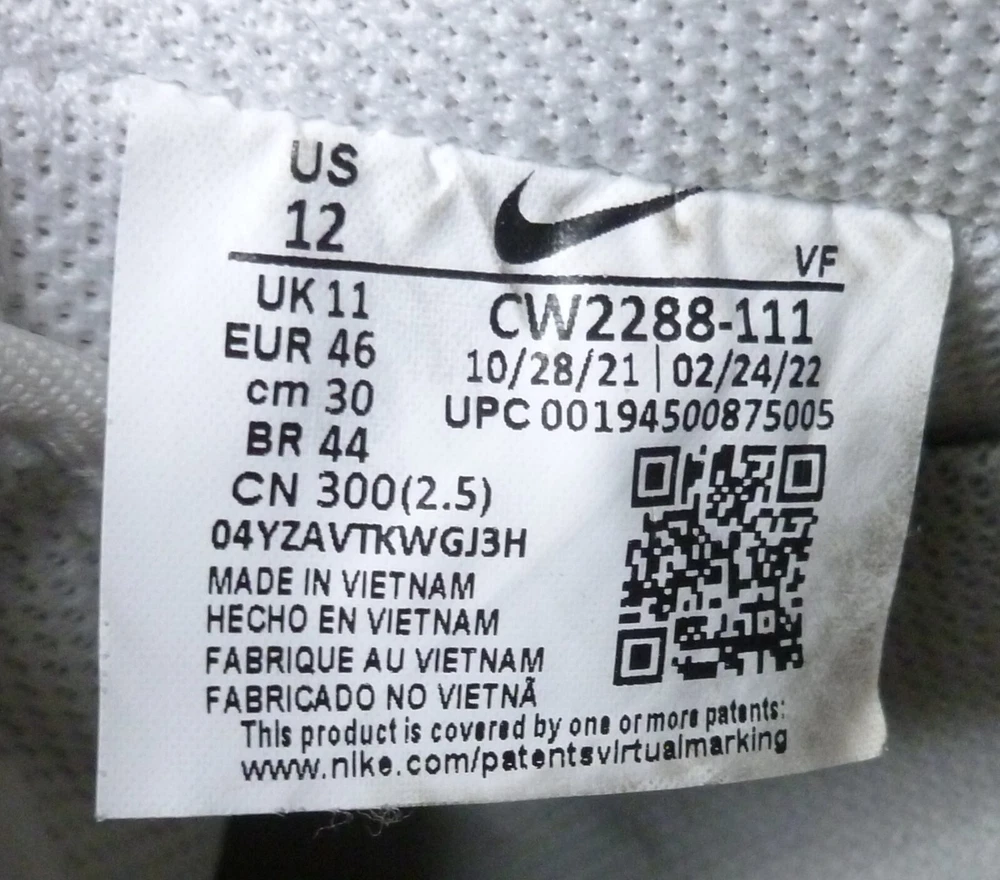 US
12
VF
UK 11
EUR 46
cm 30
BR 44
CN 300(2.5)
CW2288-111
10/28/21 | 02/24/22
UPC 00194500875005
04YZAVTKWGJ3H
MADE IN VIETNAM
HECHO EN VIETNAM
FABRIQUE AU VIETNAM
FABRICADO NO VIETNÃ
This product is covered by one or more patents:
www.nike.com/patentsvirtualmarking